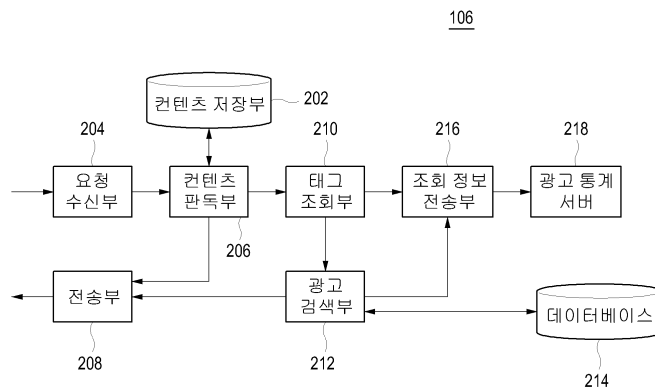 106
컨텐츠 저장부
202
204
210
216
218
요청
수신부
컨텐츠
판독부
태그
조회부
조회 정보
전송부
광고 통계
서버
206
전송부
광고
검색부
데이터베이스
208
212
214